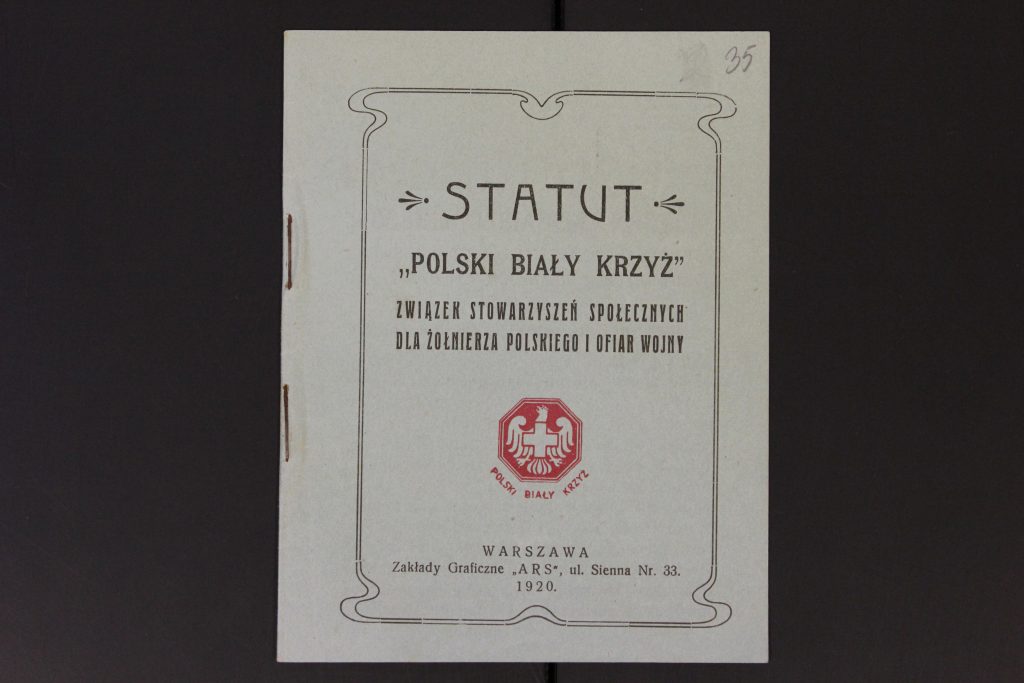 35
STATUT
„POLSKI BIAŁY KRZYŻ”
ZWIĄZEK STOWARZYSZEŃ SPOŁECZNYCH
DLA ŻOŁNIERZA POLSKIEGO I OFIAR WOJNY
POLSKI BIAŁY KRZYŻ
WARSZAWA
Zakłady Graficzne „ARS”, ul. Sienna Nr. 33.
1920.